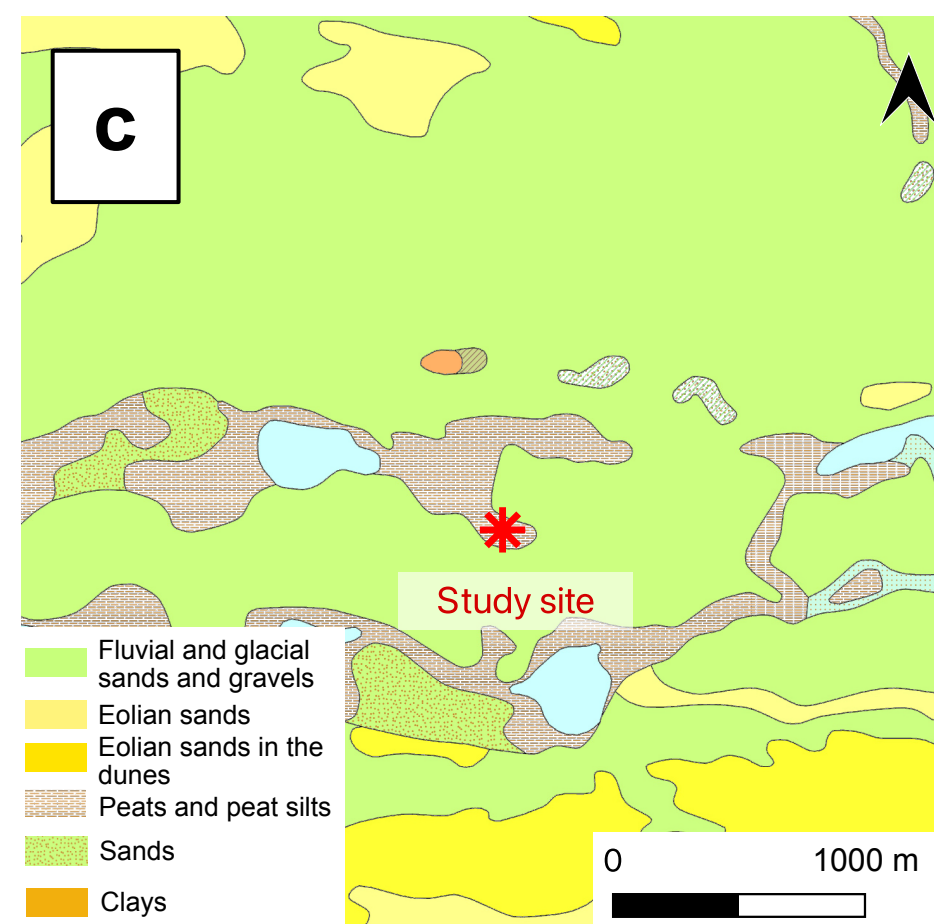 C
Study site
Fluvial and glacial
sands and gravels
Eolian sands
Eolian sands in the
dunes
Peats and peat silts
Sands
Clays
0 1000 m